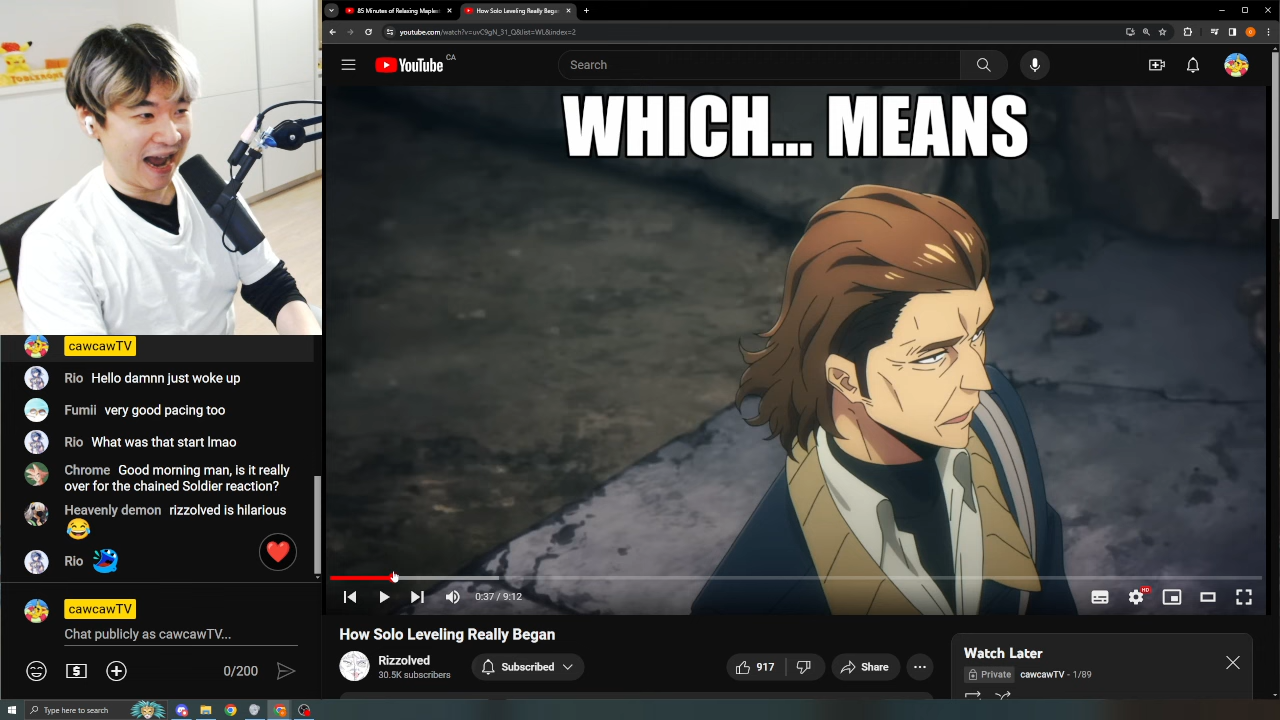 85 Minutes of Relaxing Maples
How Solo Leveling Really Began
youtube.com/watch?v=uvC9gN_31_Q&list=WL&index=2
YouTube CA
Search
WHICH... MEANS
cawcawTV
Rio Hello damnn just woke up
Fumii very good pacing too
Rio What was that start lmao
Chrome Good morning man, is it really
over for the chained Soldier reaction?
Heavenly demon rizzolved is hilarious
Rio
cawcawTV
Chat publicly as cawcawTV...
0/200
0:37 / 9:12
HD
How Solo Leveling Really Began
Rizzolved
30.5K subscribers
Subscribed
917
Share
Watch Later
Private cawcawTV - 1/89
Type here to search